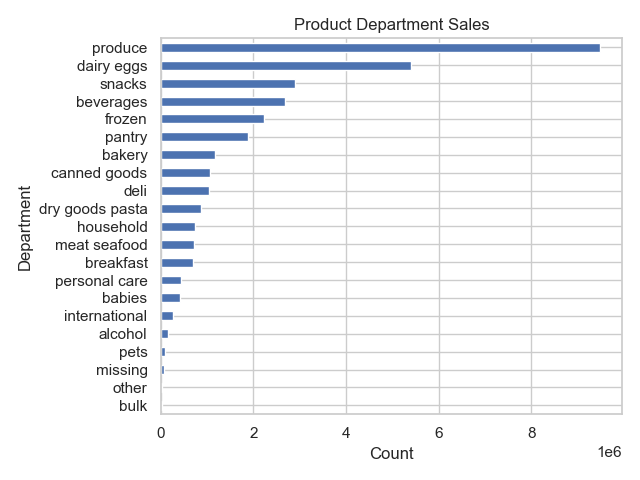 Product Department Sales
produce
dairy eggs
snacks
beverages
frozen
pantry
bakery
canned goods
deli
dry goods pasta
household
meat seafood
breakfast
personal care
babies
international
alcohol
pets
missing
other
bulk
Department
0 2 4 6 8
1e6
Count